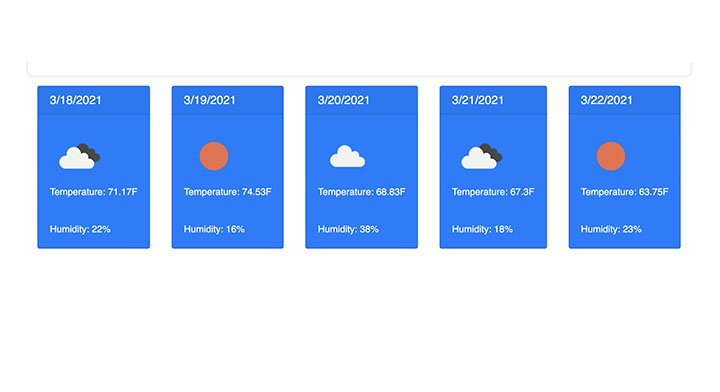 3/18/2021
Temperature: 71.17F
Humidity: 22%
3/19/2021
Temperature: 74.53F
Humidity: 16%
3/20/2021
Temperature: 68.83F
Humidity: 38%
3/21/2021
Temperature: 67.3F
Humidity: 18%
3/22/2021
Temperature: 63.75F
Humidity: 23%